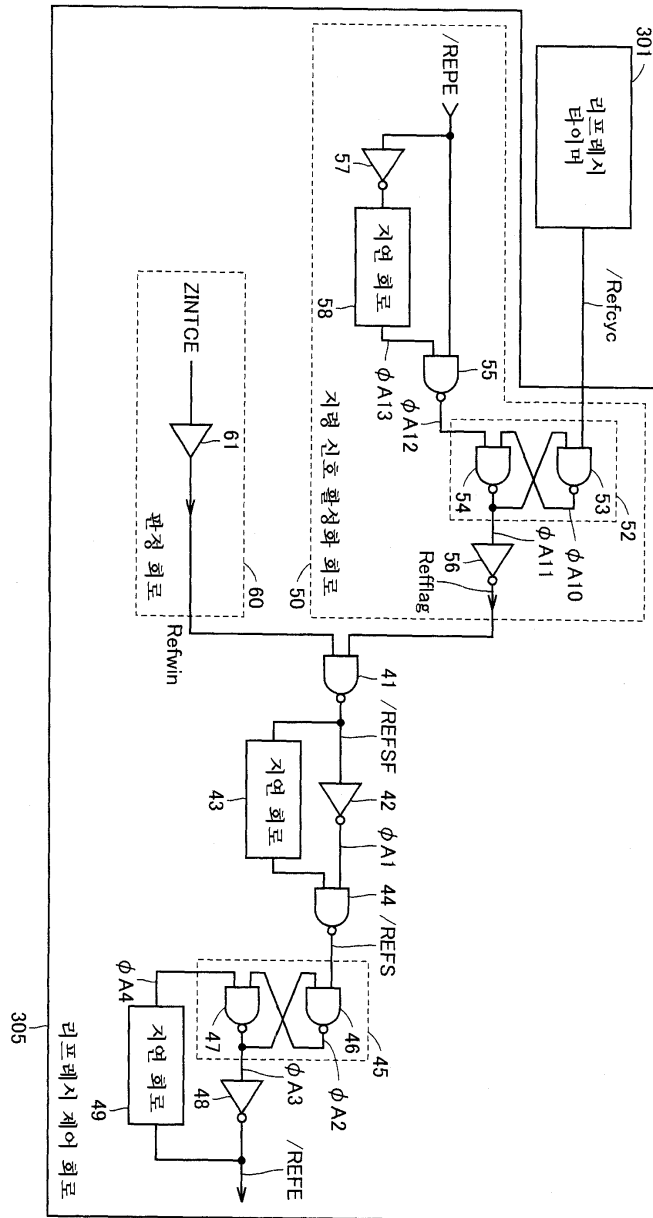 301
리프레시
타이머
/Refcyc
/REPE
57
지연 회로
58
55
φA13
φA12
53
54
52
φA10
φA11
56
Refflag
지령 신호 활성화 회로
50
ZINTCE
61
판정 회로
60
Refwin
41
/REFSF
42
지연 회로
43
φA1
44
/REFS
46
47
45
φA2
φA3
φA4
48
지연 회로
49
/REFE
리프레시 제어 회로
305